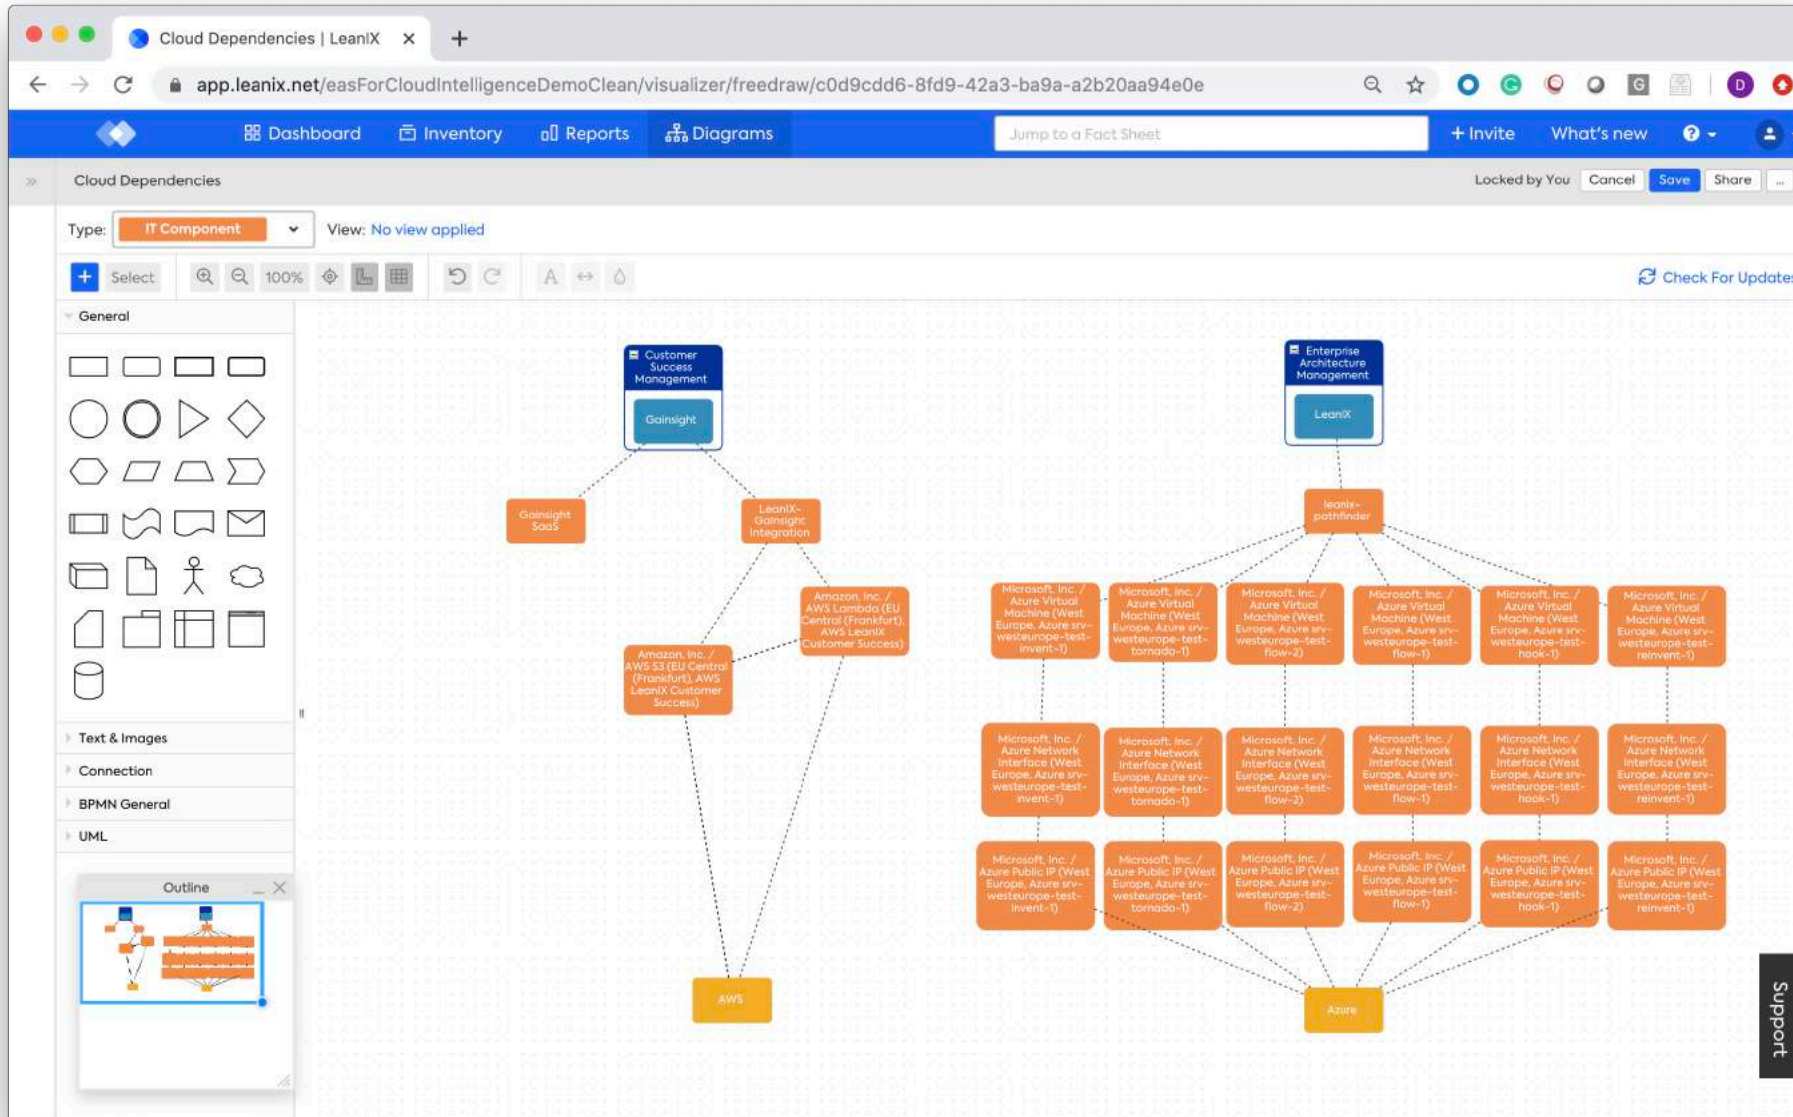 Cloud Dependencies | LeanIX
app.leanix.net/easForCloudIntelligenceDemoClean/visualizer/freedraw/c0d9cdd6-8fd9-42a3-ba9a-a2b20aa94e0e
G
D
Dashboard
Inventory
Reports
Diagrams
Jump to a Fact Sheet
+ Invite
What's new
?
Cloud Dependencies
Locked by You
Cancel
Save
Share
...
Type:
IT Component
View: No view applied
+
Select
100%
A
Check For Updates
General
Text & Images
Connection
BPMN General
UML
Outline
Customer
Success
Management
Gainsight
Gainsight
SaaS
LeanIX-
Gainsight
Integration
Amazon, Inc. /
AWS Lambda (EU
Central (Frankfurt),
AWS LeanIX
Customer Success)
Amazon, Inc. /
AWS S3 (EU Central
(Frankfurt), AWS
LeanIX Customer
Success)
AWS
Enterprise
Architecture
Management
LeanIX
leanix-
pathfinder
Microsoft, Inc. /
Azure Virtual
Machine (West
Europe, Azure srv-
westeurope-test-
invent-1)
Microsoft, Inc. /
Azure Virtual
Machine (West
Europe, Azure srv-
westeurope-test-
tornado-1)
Microsoft, Inc. /
Azure Virtual
Machine (West
Europe, Azure srv-
westeurope-test-
flow-2)
Microsoft, Inc. /
Azure Virtual
Machine (West
Europe, Azure srv-
westeurope-test-
flow-1)
Microsoft, Inc. /
Azure Virtual
Machine (West
Europe, Azure srv-
westeurope-test-
hook-1)
Microsoft, Inc. /
Azure Virtual
Machine (West
Europe, Azure srv-
westeurope-test-
reinvent-1)
Microsoft, Inc. /
Azure Network
Interface (West
Europe, Azure srv-
westeurope-test-
invent-1)
Microsoft, Inc. /
Azure Network
Interface (West
Europe, Azure srv-
westeurope-test-
tornado-1)
Microsoft, Inc. /
Azure Network
Interface (West
Europe, Azure srv-
westeurope-test-
flow-2)
Microsoft, Inc. /
Azure Network
Interface (West
Europe, Azure srv-
westeurope-test-
flow-1)
Microsoft, Inc. /
Azure Network
Interface (West
Europe, Azure srv-
westeurope-test-
hook-1)
Microsoft, Inc. /
Azure Network
Interface (West
Europe, Azure srv-
westeurope-test-
reinvent-1)
Microsoft, Inc. /
Azure Public IP (West
Europe, Azure srv-
westeurope-test-
invent-1)
Microsoft, Inc. /
Azure Public IP (West
Europe, Azure srv-
westeurope-test-
tornado-1)
Microsoft, Inc. /
Azure Public IP (West
Europe, Azure srv-
westeurope-test-
flow-2)
Microsoft, Inc. /
Azure Public IP (West
Europe, Azure srv-
westeurope-test-
flow-1)
Microsoft, Inc. /
Azure Public IP (West
Europe, Azure srv-
westeurope-test-
hook-1)
Microsoft, Inc. /
Azure Public IP (West
Europe, Azure srv-
westeurope-test-
reinvent-1)
Azure
Support